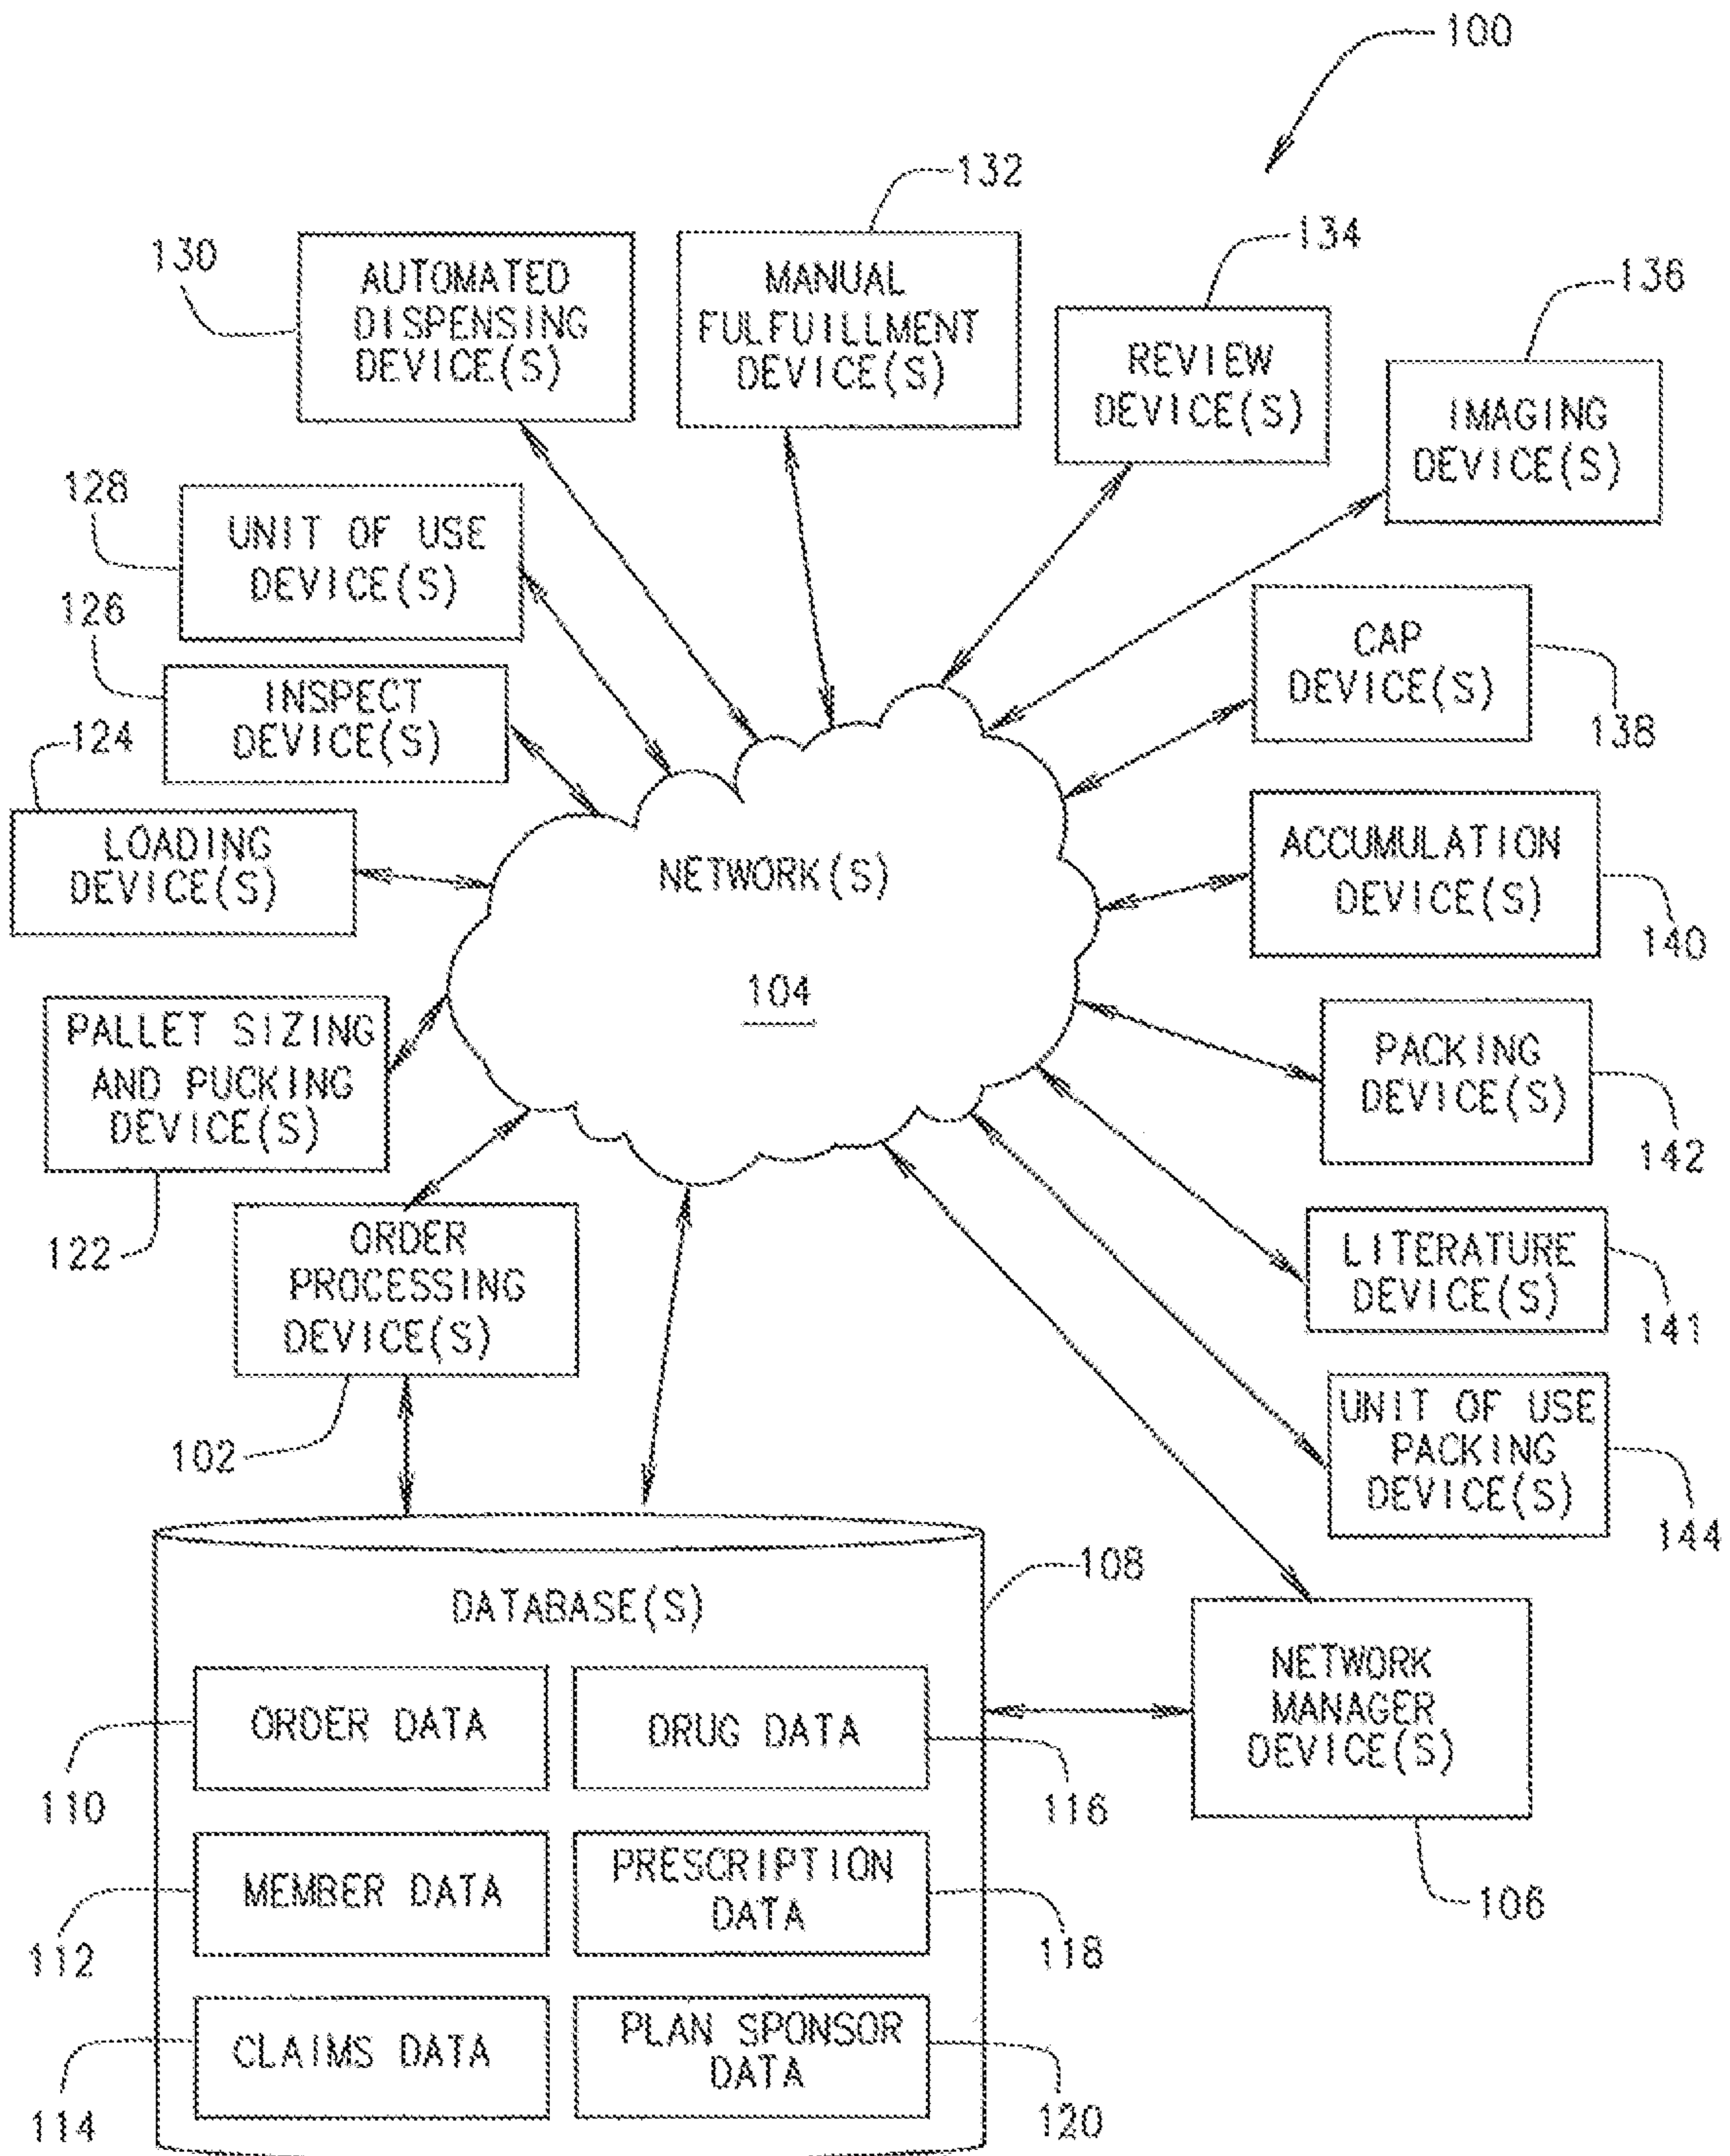 100
132
130
AUTOMATED
DISPENSING
DEVICE(S)
MANUAL
FULFUILLMENT
DEVICE(S)
134
REVIEW
DEVICE(S)
136
IMAGING
DEVICE(S)
128
UNIT OF USE
DEVICE(S)
126
INSPECT
DEVICE(S)
CAP
DEVICE(S)
138
124
LOADING
DEVICE(S)
NETWORK(S)
104
ACCUMULATION
DEVICE(S)
140
PALLET SIZING
AND PUCKING
DEVICE(S)
122
PACKING
DEVICE(S)
142
ORDER
PROCESSING
DEVICE(S)
102
LITERATURE
DEVICE(S)
141
UNIT OF USE
PACKING
DEVICE(S)
144
DATABASE(S)
108
ORDER DATA
110
DRUG DATA
116
NETWORK
MANAGER
DEVICE(S)
106
MEMBER DATA
112
PRESCRIPTION
DATA
118
CLAIMS DATA
114
PLAN SPONSOR
DATA
120